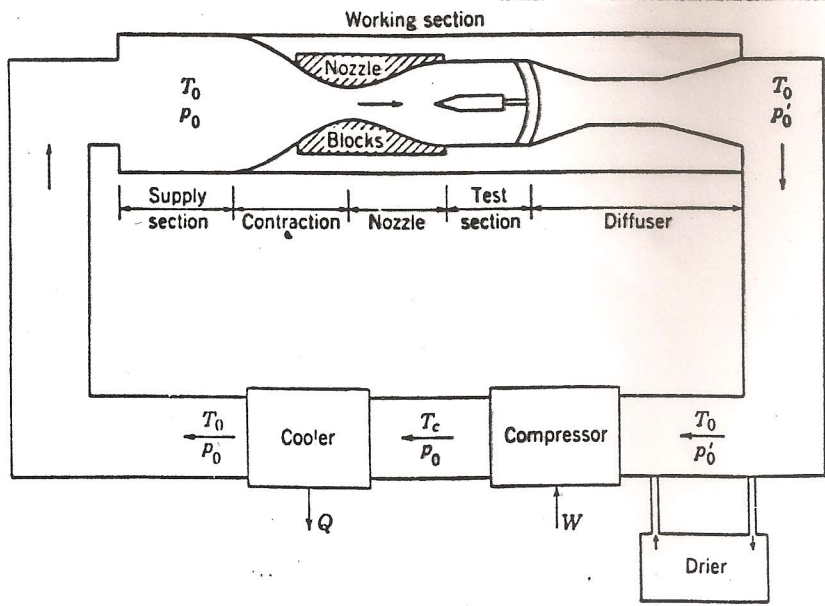 Working section
Nozzle
Blocks
T₀
p₀
T₀
p₀′
Supply section
Contraction
Nozzle
Test section
Diffuser
T₀
p₀
Cooler
T_c
p₀
Compressor
T₀
p₀′
Q
W
Drier